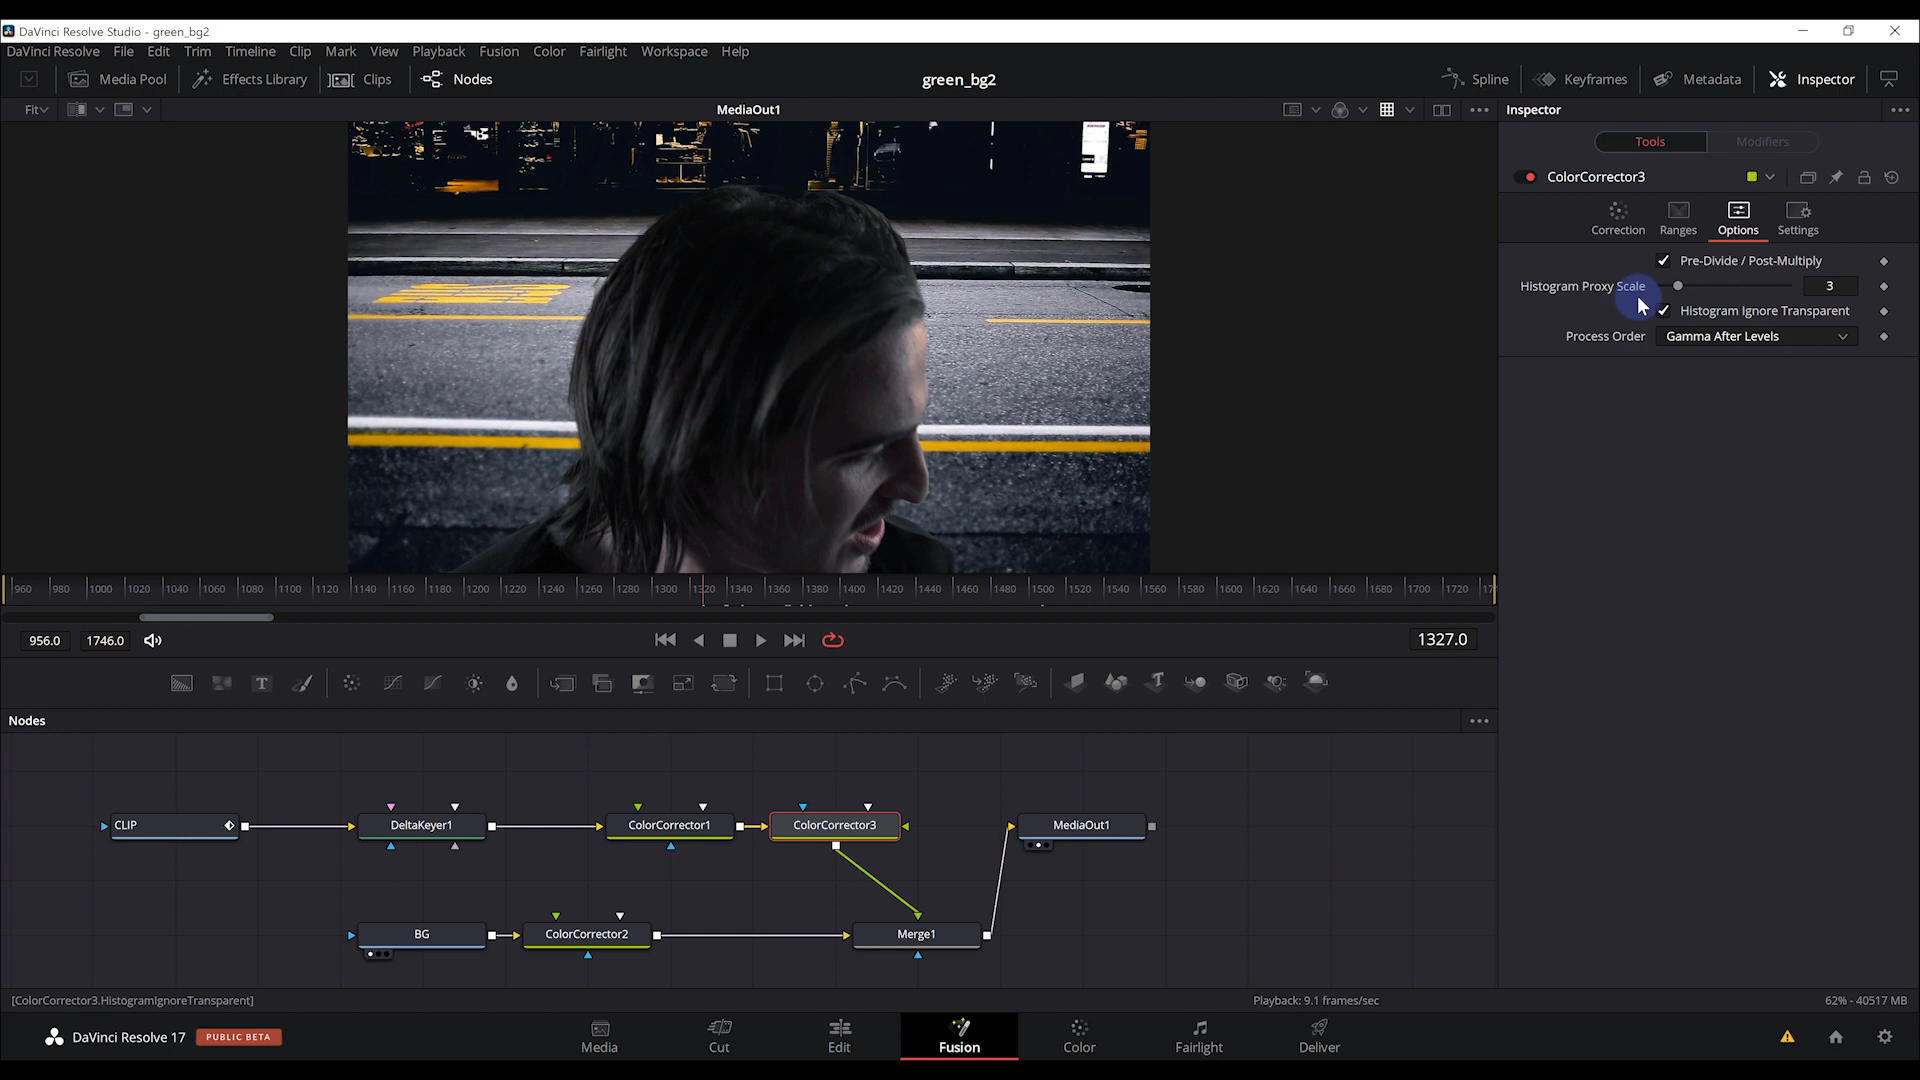 DaVinci Resolve Studio - green_bg2
DaVinci Resolve File Edit Trim Timeline Clip Mark View Playback Fusion Color Fairlight Workspace Help
Media Pool Effects Library Clips Nodes green_bg2 Spline Keyframes Metadata Inspector
Fit MediaOut1 Inspector
Tools Modifiers
ColorCorrector3
Correction Ranges Options Settings
Pre-Divide / Post-Multiply
Histogram Proxy Scale 3
Histogram Ignore Transparent
Process Order Gamma After Levels
960 980 1000 1020 1040 1060 1080 1100 1120 1140 1160 1180 1200 1220 1240 1260 1280 1300 1320 1340 1360 1380 1400 1420 1440 1460 1480 1500 1520 1540 1560 1580 1600 1620 1640 1660 1680 1700 1720
956.0 1746.0 1327.0
Nodes
CLIP DeltaKeyer1 ColorCorrector1 ColorCorrector3 MediaOut1
BG ColorCorrector2 Merge1
[ColorCorrector3.HistogramIgnoreTransparent] Playback: 9.1 frames/sec 62% - 40517 MB
DaVinci Resolve 17 PUBLIC BETA Media Cut Edit Fusion Color Fairlight Deliver